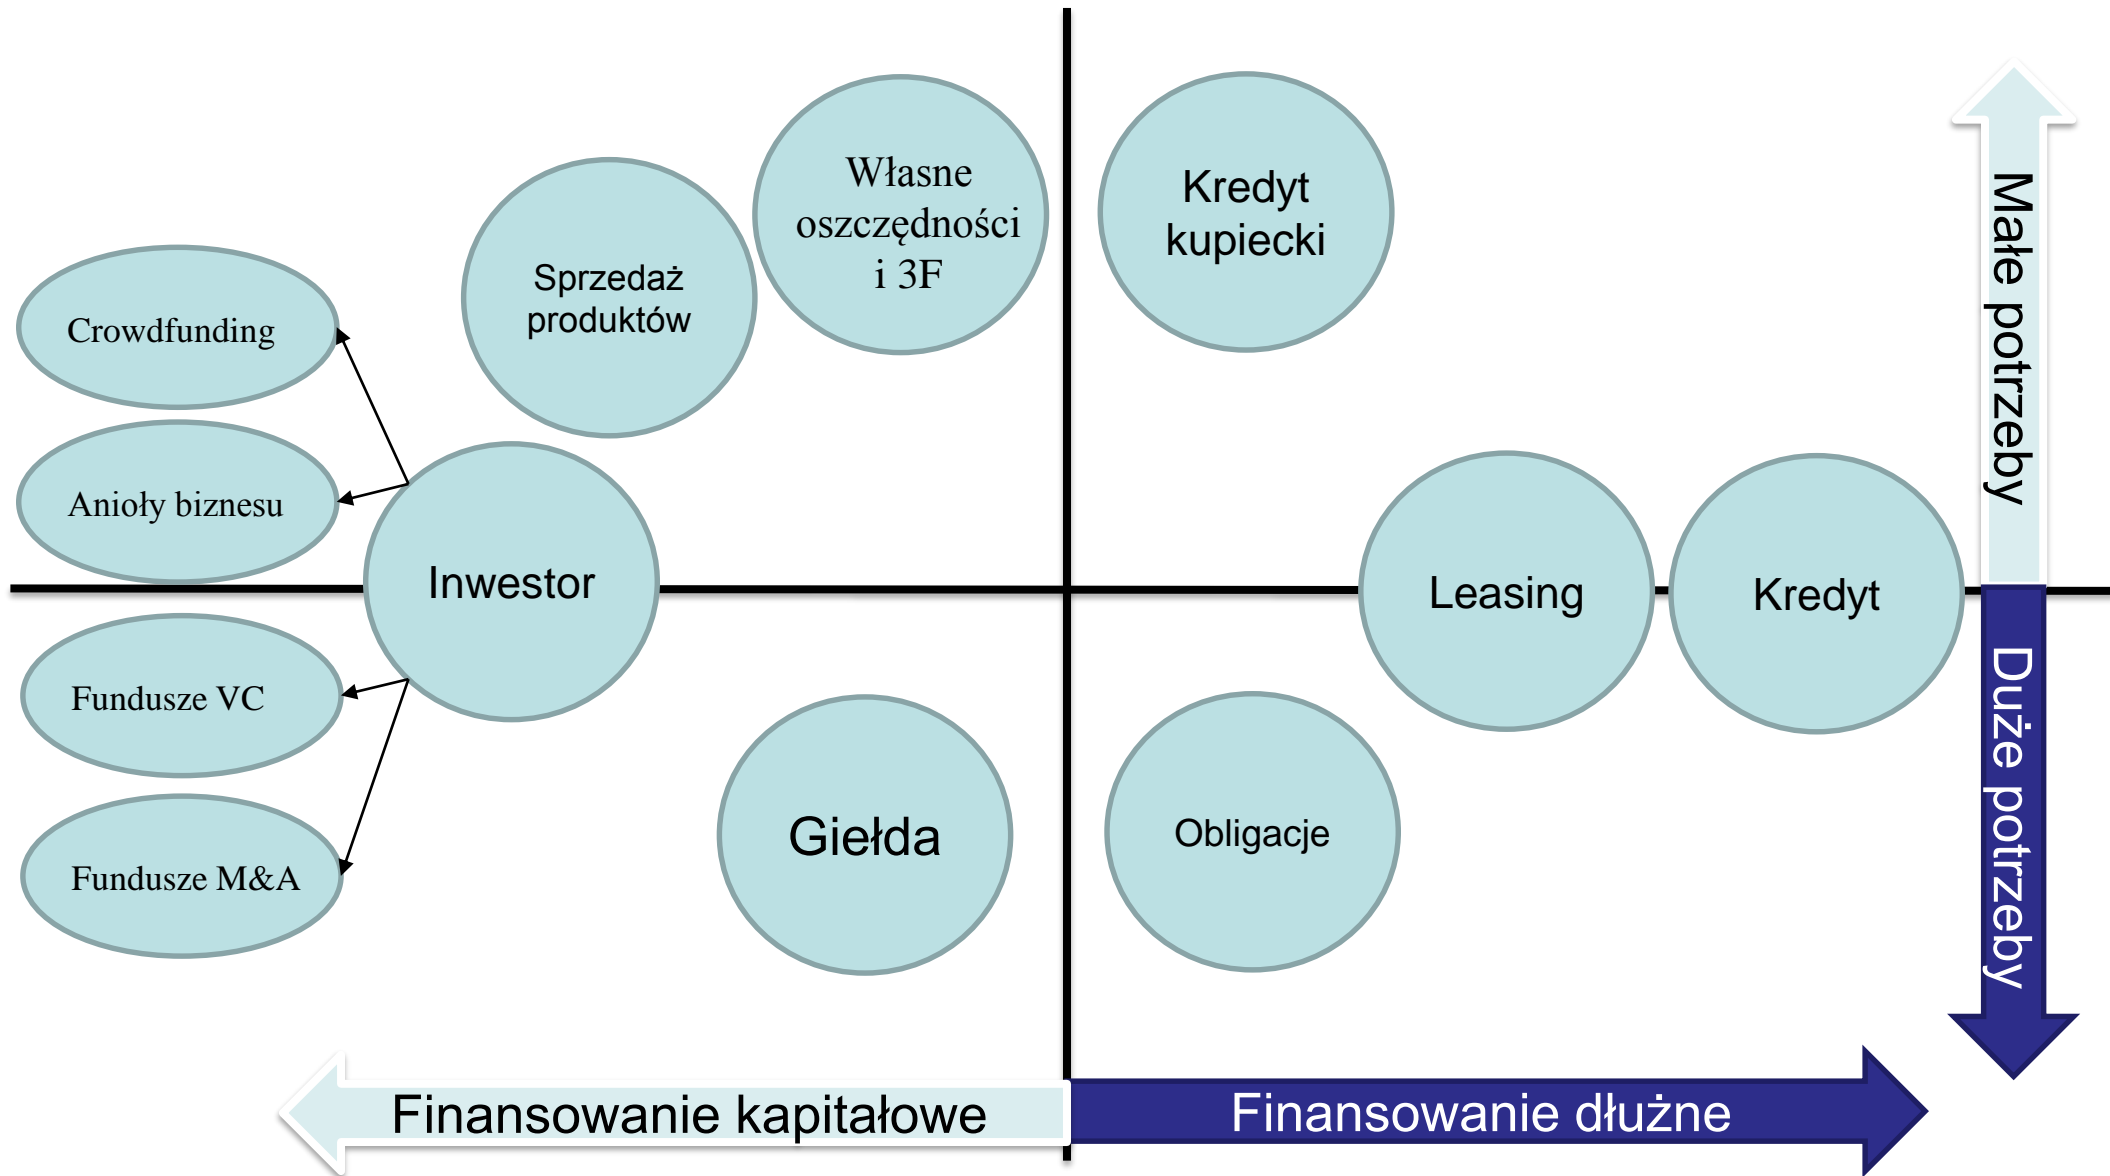 Własne
oszczędności
i 3F
Kredyt
kupiecki
Sprzedaż
produktów
Crowdfunding
Anioły biznesu
Inwestor
Fundusze VC
Fundusze M&A
Giełda
Leasing
Kredyt
Obligacje
Małe potrzeby
Duże potrzeby
Finansowanie kapitałowe
Finansowanie dłużne